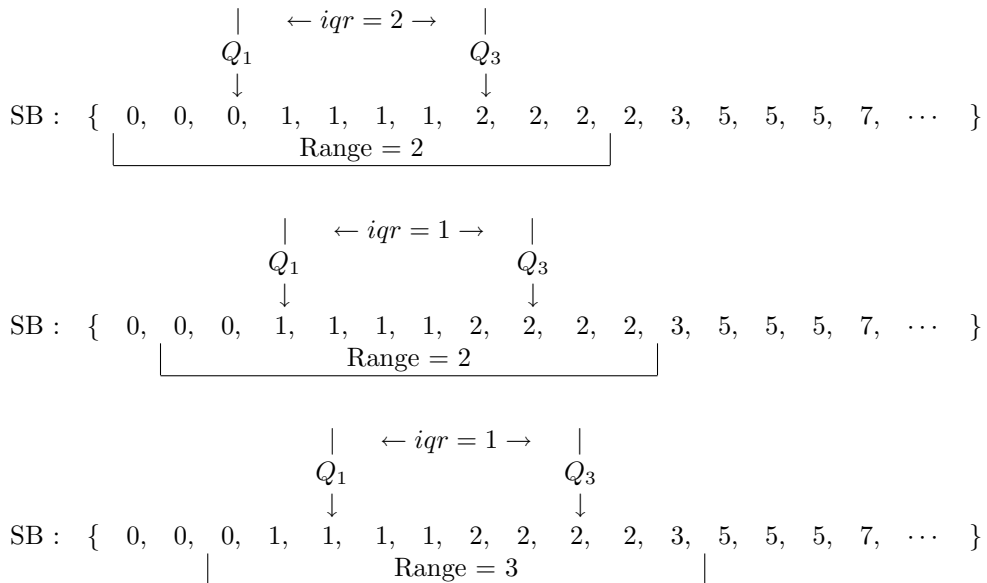 ← iqr = 2 →
Q₁ Q₃
SB : { 0, 0, 0, 1, 1, 1, 1, 2, 2, 2, 2, 3, 5, 5, 5, 7, ⋯ }
Range = 2
← iqr = 1 →
Q₁ Q₃
SB : { 0, 0, 0, 1, 1, 1, 1, 2, 2, 2, 2, 3, 5, 5, 5, 7, ⋯ }
Range = 2
← iqr = 1 →
Q₁ Q₃
SB : { 0, 0, 0, 1, 1, 1, 1, 2, 2, 2, 2, 3, 5, 5, 5, 7, ⋯ }
Range = 3